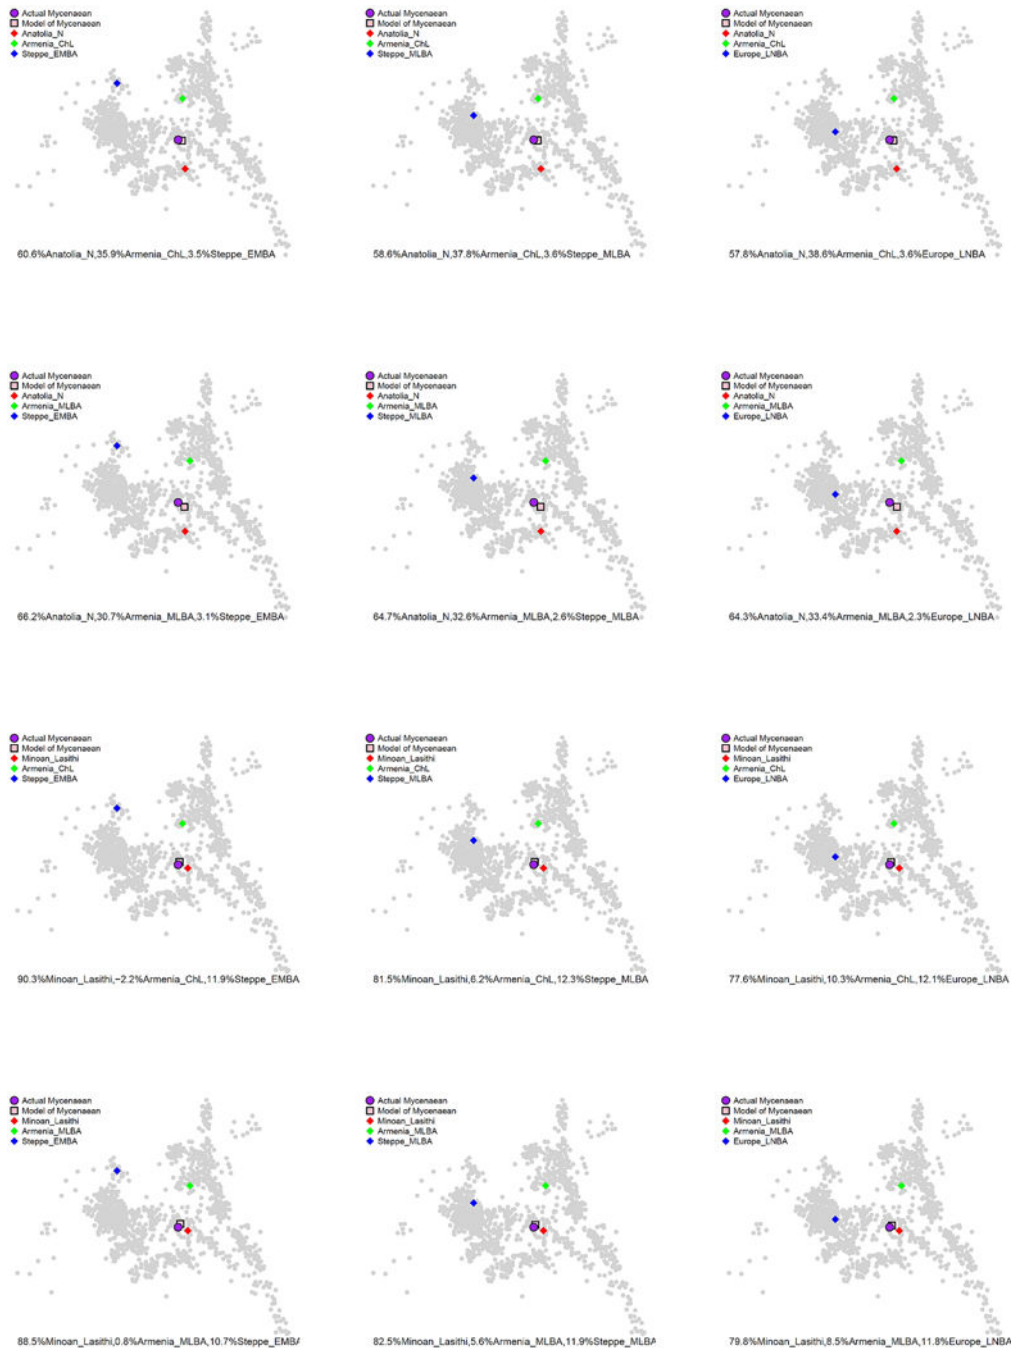 Actual Mycenaean
Model of Mycenaean
Anatolia_N
Armenia_ChL
Steppe_EMBA
60.6%Anatolia_N,35.9%Armenia_ChL,3.5%Steppe_EMBA
Actual Mycenaean
Model of Mycenaean
Anatolia_N
Armenia_ChL
Steppe_MLBA
58.6%Anatolia_N,37.8%Armenia_ChL,3.6%Steppe_MLBA
Actual Mycenaean
Model of Mycenaean
Anatolia_N
Armenia_ChL
Europe_LNBA
57.8%Anatolia_N,38.6%Armenia_ChL,3.6%Europe_LNBA
Actual Mycenaean
Model of Mycenaean
Anatolia_N
Armenia_MLBA
Steppe_EMBA
66.2%Anatolia_N,30.7%Armenia_MLBA,3.1%Steppe_EMBA
Actual Mycenaean
Model of Mycenaean
Anatolia_N
Armenia_MLBA
Steppe_MLBA
64.7%Anatolia_N,32.6%Armenia_MLBA,2.6%Steppe_MLBA
Actual Mycenaean
Model of Mycenaean
Anatolia_N
Armenia_MLBA
Europe_LNBA
64.3%Anatolia_N,33.4%Armenia_MLBA,2.3%Europe_LNBA
Actual Mycenaean
Model of Mycenaean
Minoan_Lasithi
Armenia_ChL
Steppe_EMBA
90.3%Minoan_Lasithi,−2.2%Armenia_ChL,11.9%Steppe_EMBA
Actual Mycenaean
Model of Mycenaean
Minoan_Lasithi
Armenia_ChL
Steppe_MLBA
81.5%Minoan_Lasithi,6.2%Armenia_ChL,12.3%Steppe_MLBA
Actual Mycenaean
Model of Mycenaean
Minoan_Lasithi
Armenia_ChL
Europe_LNBA
77.6%Minoan_Lasithi,10.3%Armenia_ChL,12.1%Europe_LNBA
Actual Mycenaean
Model of Mycenaean
Minoan_Lasithi
Armenia_MLBA
Steppe_EMBA
88.5%Minoan_Lasithi,0.8%Armenia_MLBA,10.7%Steppe_EMBA
Actual Mycenaean
Model of Mycenaean
Minoan_Lasithi
Armenia_MLBA
Steppe_MLBA
82.5%Minoan_Lasithi,5.6%Armenia_MLBA,11.9%Steppe_MLBA
Actual Mycenaean
Model of Mycenaean
Minoan_Lasithi
Armenia_MLBA
Europe_LNBA
79.8%Minoan_Lasithi,8.5%Armenia_MLBA,11.8%Europe_LNBA